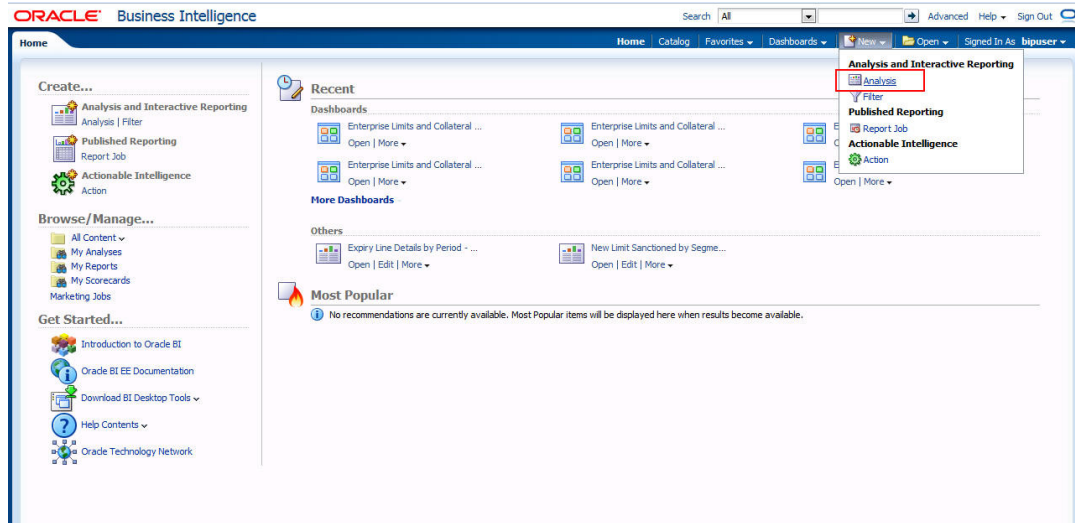 ORACLE Business Intelligence
Search All Advanced Help Sign Out
Home
Home Catalog Favorites Dashboards New Open Signed In As bipuser
Analysis and Interactive Reporting
Analysis
Filter
Published Reporting
Report Job
Actionable Intelligence
Action
Create...
Analysis and Interactive Reporting
Analysis | Filter
Published Reporting
Report Job
Actionable Intelligence
Action
Browse/Manage...
All Content
My Analyses
My Reports
My Scorecards
Marketing Jobs
Get Started...
Introduction to Oracle BI
Oracle BI EE Documentation
Download BI Desktop Tools
Help Contents
Oracle Technology Network
Recent
Dashboards
Enterprise Limits and Collateral ...
Open | More
Enterprise Limits and Collateral ...
Open | More
Enterprise Limits and Collateral ...
Open | More
Enterprise Limits and Collateral ...
Open | More
Open | More
More Dashboards
Others
Expiry Line Details by Period - ...
Open | Edit | More
New Limit Sanctioned by Segme...
Open | Edit | More
Most Popular
No recommendations are currently available. Most Popular items will be displayed here when results become available.